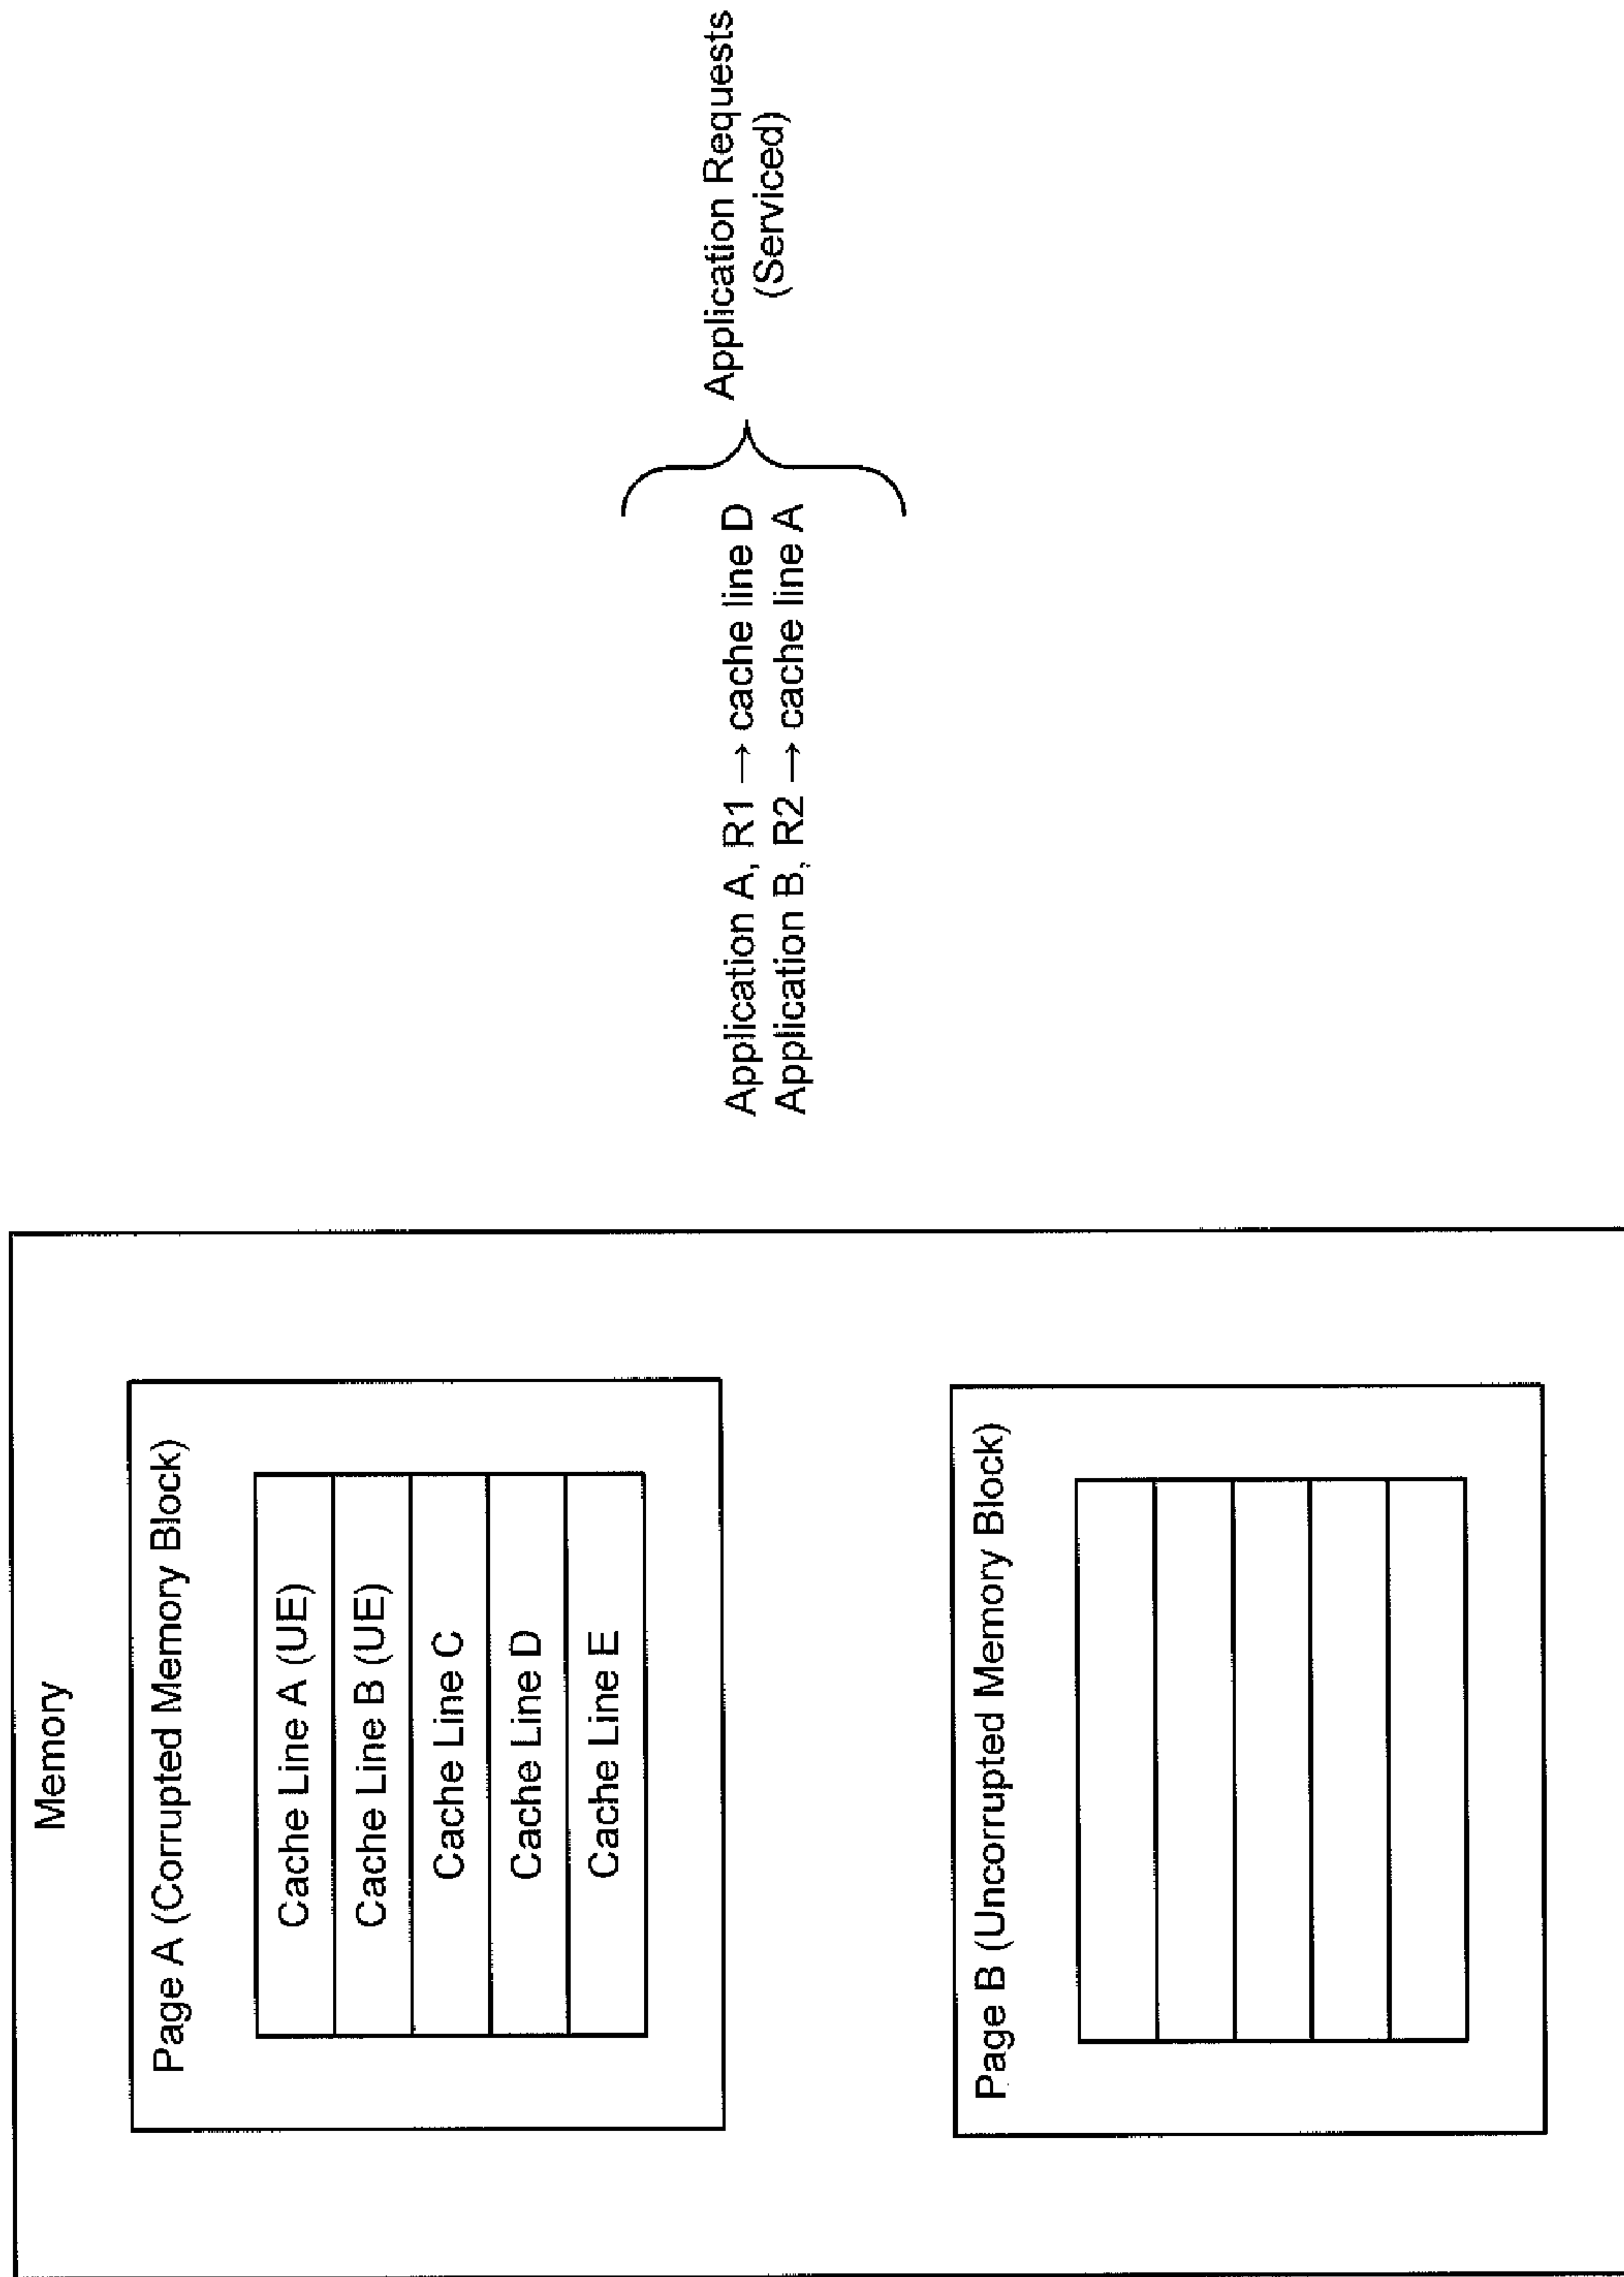 Memory
Page A (Corrupted Memory Block)
Cache Line A (UE)
Cache Line B (UE)
Cache Line C
Cache Line D
Cache Line E
Page B (Uncorrupted Memory Block)
Application A, R1 → cache line D
Application B, R2 → cache line A
Application Requests
(Serviced)